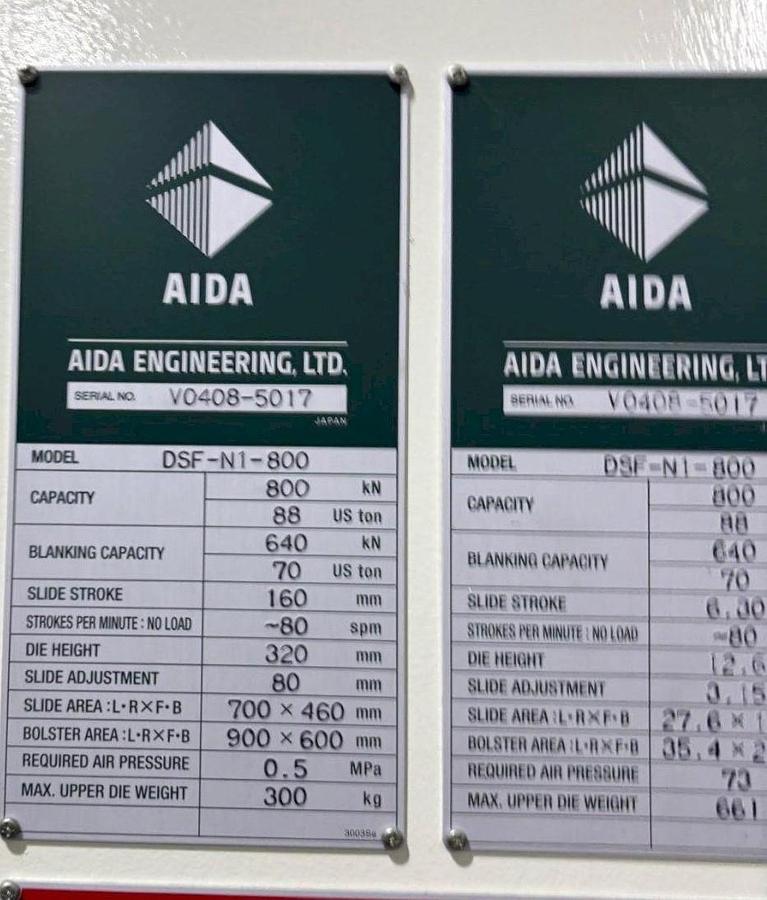 AIDA
AIDA ENGINEERING, LTD.
SERIAL NO. V0408-5017
JAPAN
MODEL DSF-N1-800
CAPACITY 800 kN
88 US ton
BLANKING CAPACITY 640 kN
70 US ton
SLIDE STROKE 160 mm
STROKES PER MINUTE : NO LOAD ~80 spm
DIE HEIGHT 320 mm
SLIDE ADJUSTMENT 80 mm
SLIDE AREA : L・R×F・B 700 × 460 mm
BOLSTER AREA : L・R×F・B 900 × 600 mm
REQUIRED AIR PRESSURE 0.5 MPa
MAX. UPPER DIE WEIGHT 300 kg
AIDA
AIDA ENGINEERING, LT
SERIAL NO. V0408-5017
MODEL DSF-N1-800
CAPACITY 800
88
BLANKING CAPACITY 640
70
SLIDE STROKE 6.30
STROKES PER MINUTE : NO LOAD ~80
DIE HEIGHT 12.6
SLIDE ADJUSTMENT 3.15
SLIDE AREA : L・R×F・B 27.6 × 1
BOLSTER AREA : L・R×F・B 35.4 × 2
REQUIRED AIR PRESSURE 73
MAX. UPPER DIE WEIGHT 661